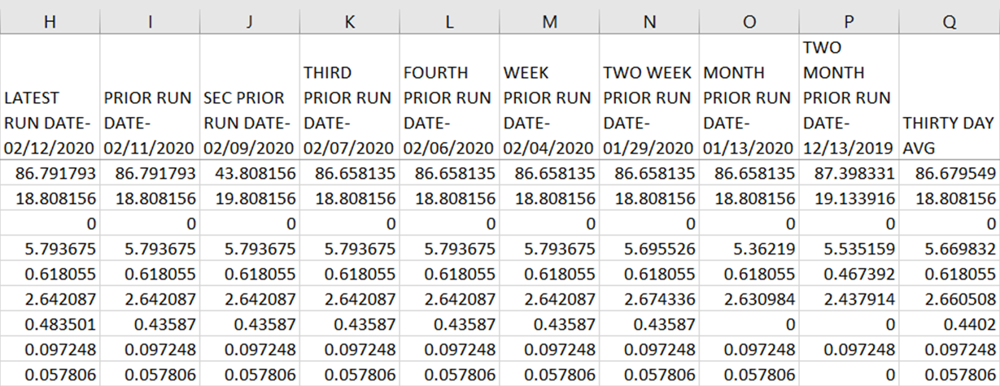 H I J K L M N O P Q
TWO
THIRD FOURTH WEEK TWO WEEK MONTH MONTH
LATEST PRIOR RUN SEC PRIOR PRIOR RUN PRIOR RUN PRIOR RUN PRIOR RUN PRIOR RUN PRIOR RUN
RUN DATE- DATE- RUN DATE- DATE- DATE- DATE- DATE- DATE- DATE- THIRTY DAY
02/12/2020 02/11/2020 02/09/2020 02/07/2020 02/06/2020 02/04/2020 01/29/2020 01/13/2020 12/13/2019 AVG
86.791793 86.791793 43.808156 86.658135 86.658135 86.658135 86.658135 86.658135 87.398331 86.679549
18.808156 18.808156 19.808156 18.808156 18.808156 18.808156 18.808156 18.808156 19.133916 18.808156
0 0 0 0 0 0 0 0 0 0
5.793675 5.793675 5.793675 5.793675 5.793675 5.793675 5.695526 5.36219 5.535159 5.669832
0.618055 0.618055 0.618055 0.618055 0.618055 0.618055 0.618055 0.618055 0.467392 0.618055
2.642087 2.642087 2.642087 2.642087 2.642087 2.642087 2.674336 2.630984 2.437914 2.660508
0.483501 0.43587 0.43587 0.43587 0.43587 0.43587 0.43587 0 0 0.4402
0.097248 0.097248 0.097248 0.097248 0.097248 0.097248 0.097248 0.097248 0.097248 0.097248
0.057806 0.057806 0.057806 0.057806 0.057806 0.057806 0.057806 0.057806 0 0.057806